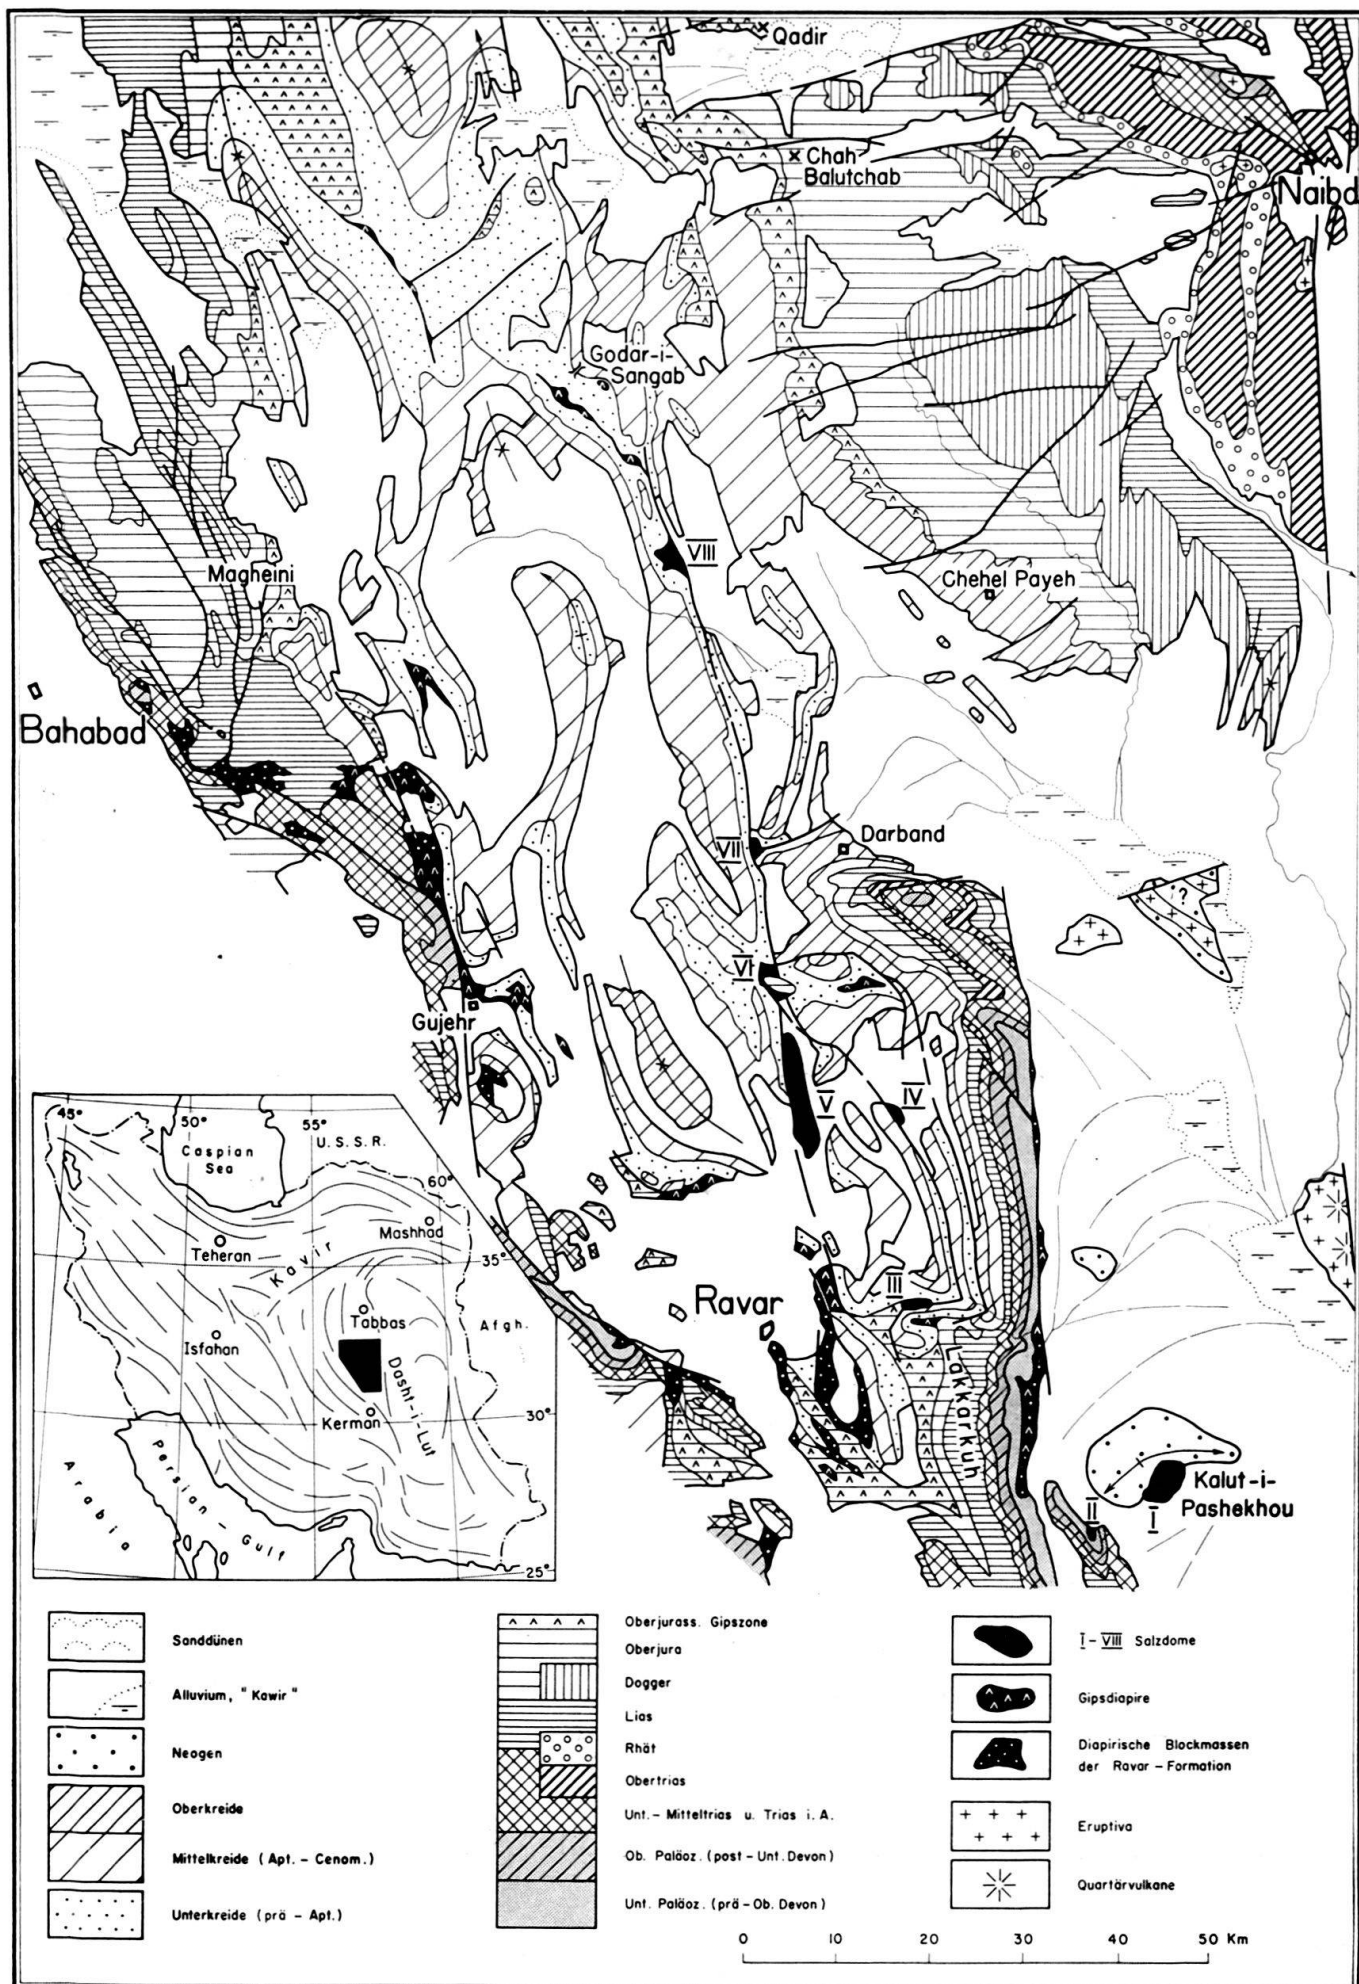 Qadir
Chah
Balutchab
Naibd
Godar-i-
Sangab
VIII
Magheini
Chehel Payeh
Bahabad
VII
Darband
VI
Gujehr
V
IV
?
45°
50°
55°
U.S.S.R.
Caspian
Sea
60°
Mashhad
Teheran
Kavir
35°
Tabbas
Afgh.
Isfahan
Dasht-i-Lut
Kerman
30°
Persian - Gulf
Arabia
25°
Ravar
III
Lakkarkuh
Kalut-i-
Pashekhou
II
I
Sanddünen
Alluvium, "Kawir"
Neogen
Oberkreide
Mittelkreide (Apt. - Cenom.)
Unterkreide (prä - Apt.)
Oberjurass. Gipszone
Oberjura
Dogger
Lias
Rhät
Obertrias
Unt. - Mitteltrias u. Trias i. A.
Ob. Paläoz. (post - Unt. Devon)
Unt. Paläoz. (prä - Ob. Devon)
I - VIII Salzdome
Gipsdiapire
Diapirische Blockmassen
der Ravar - Formation
Eruptiva
Quartärvulkane
0 10 20 30 40 50 Km